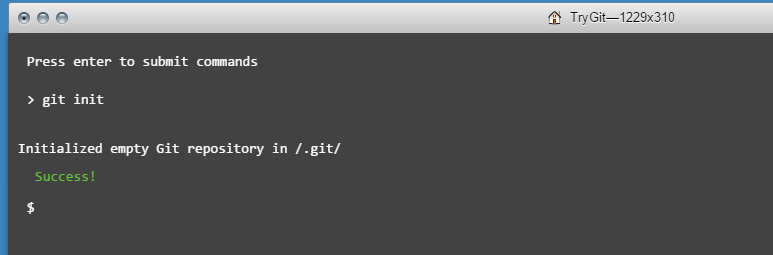 TryGit—1229x310
Press enter to submit commands
> git init
Initialized empty Git repository in /.git/
Success!
$